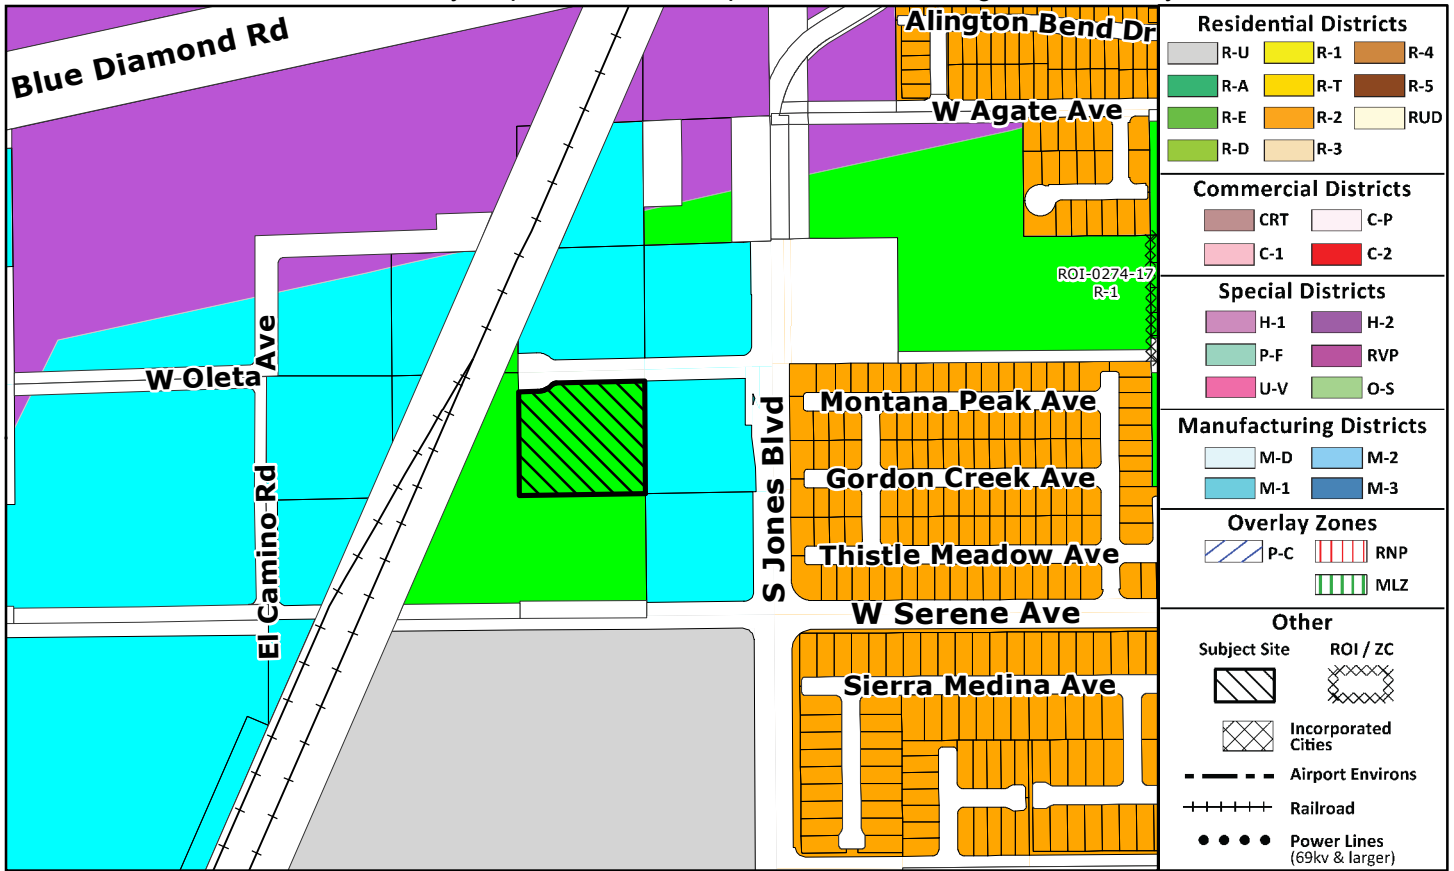 Blue Diamond Rd
Alington Bend Dr
W Agate Ave
ROI-0274-17
R-1
W Oleta Ave
El Camino Rd
S Jones Blvd
Montana Peak Ave
Gordon Creek Ave
Thistle Meadow Ave
W Serene Ave
Sierra Medina Ave
Residential Districts
R-U R-1 R-4
R-A R-T R-5
R-E R-2 RUD
R-D R-3
Commercial Districts
CRT C-P
C-1 C-2
Special Districts
H-1 H-2
P-F RVP
U-V O-S
Manufacturing Districts
M-D M-2
M-1 M-3
Overlay Zones
P-C RNP
MLZ
Other
Subject Site ROI / ZC
Incorporated
Cities
Airport Environs
Railroad
Power Lines
(69kv & larger)